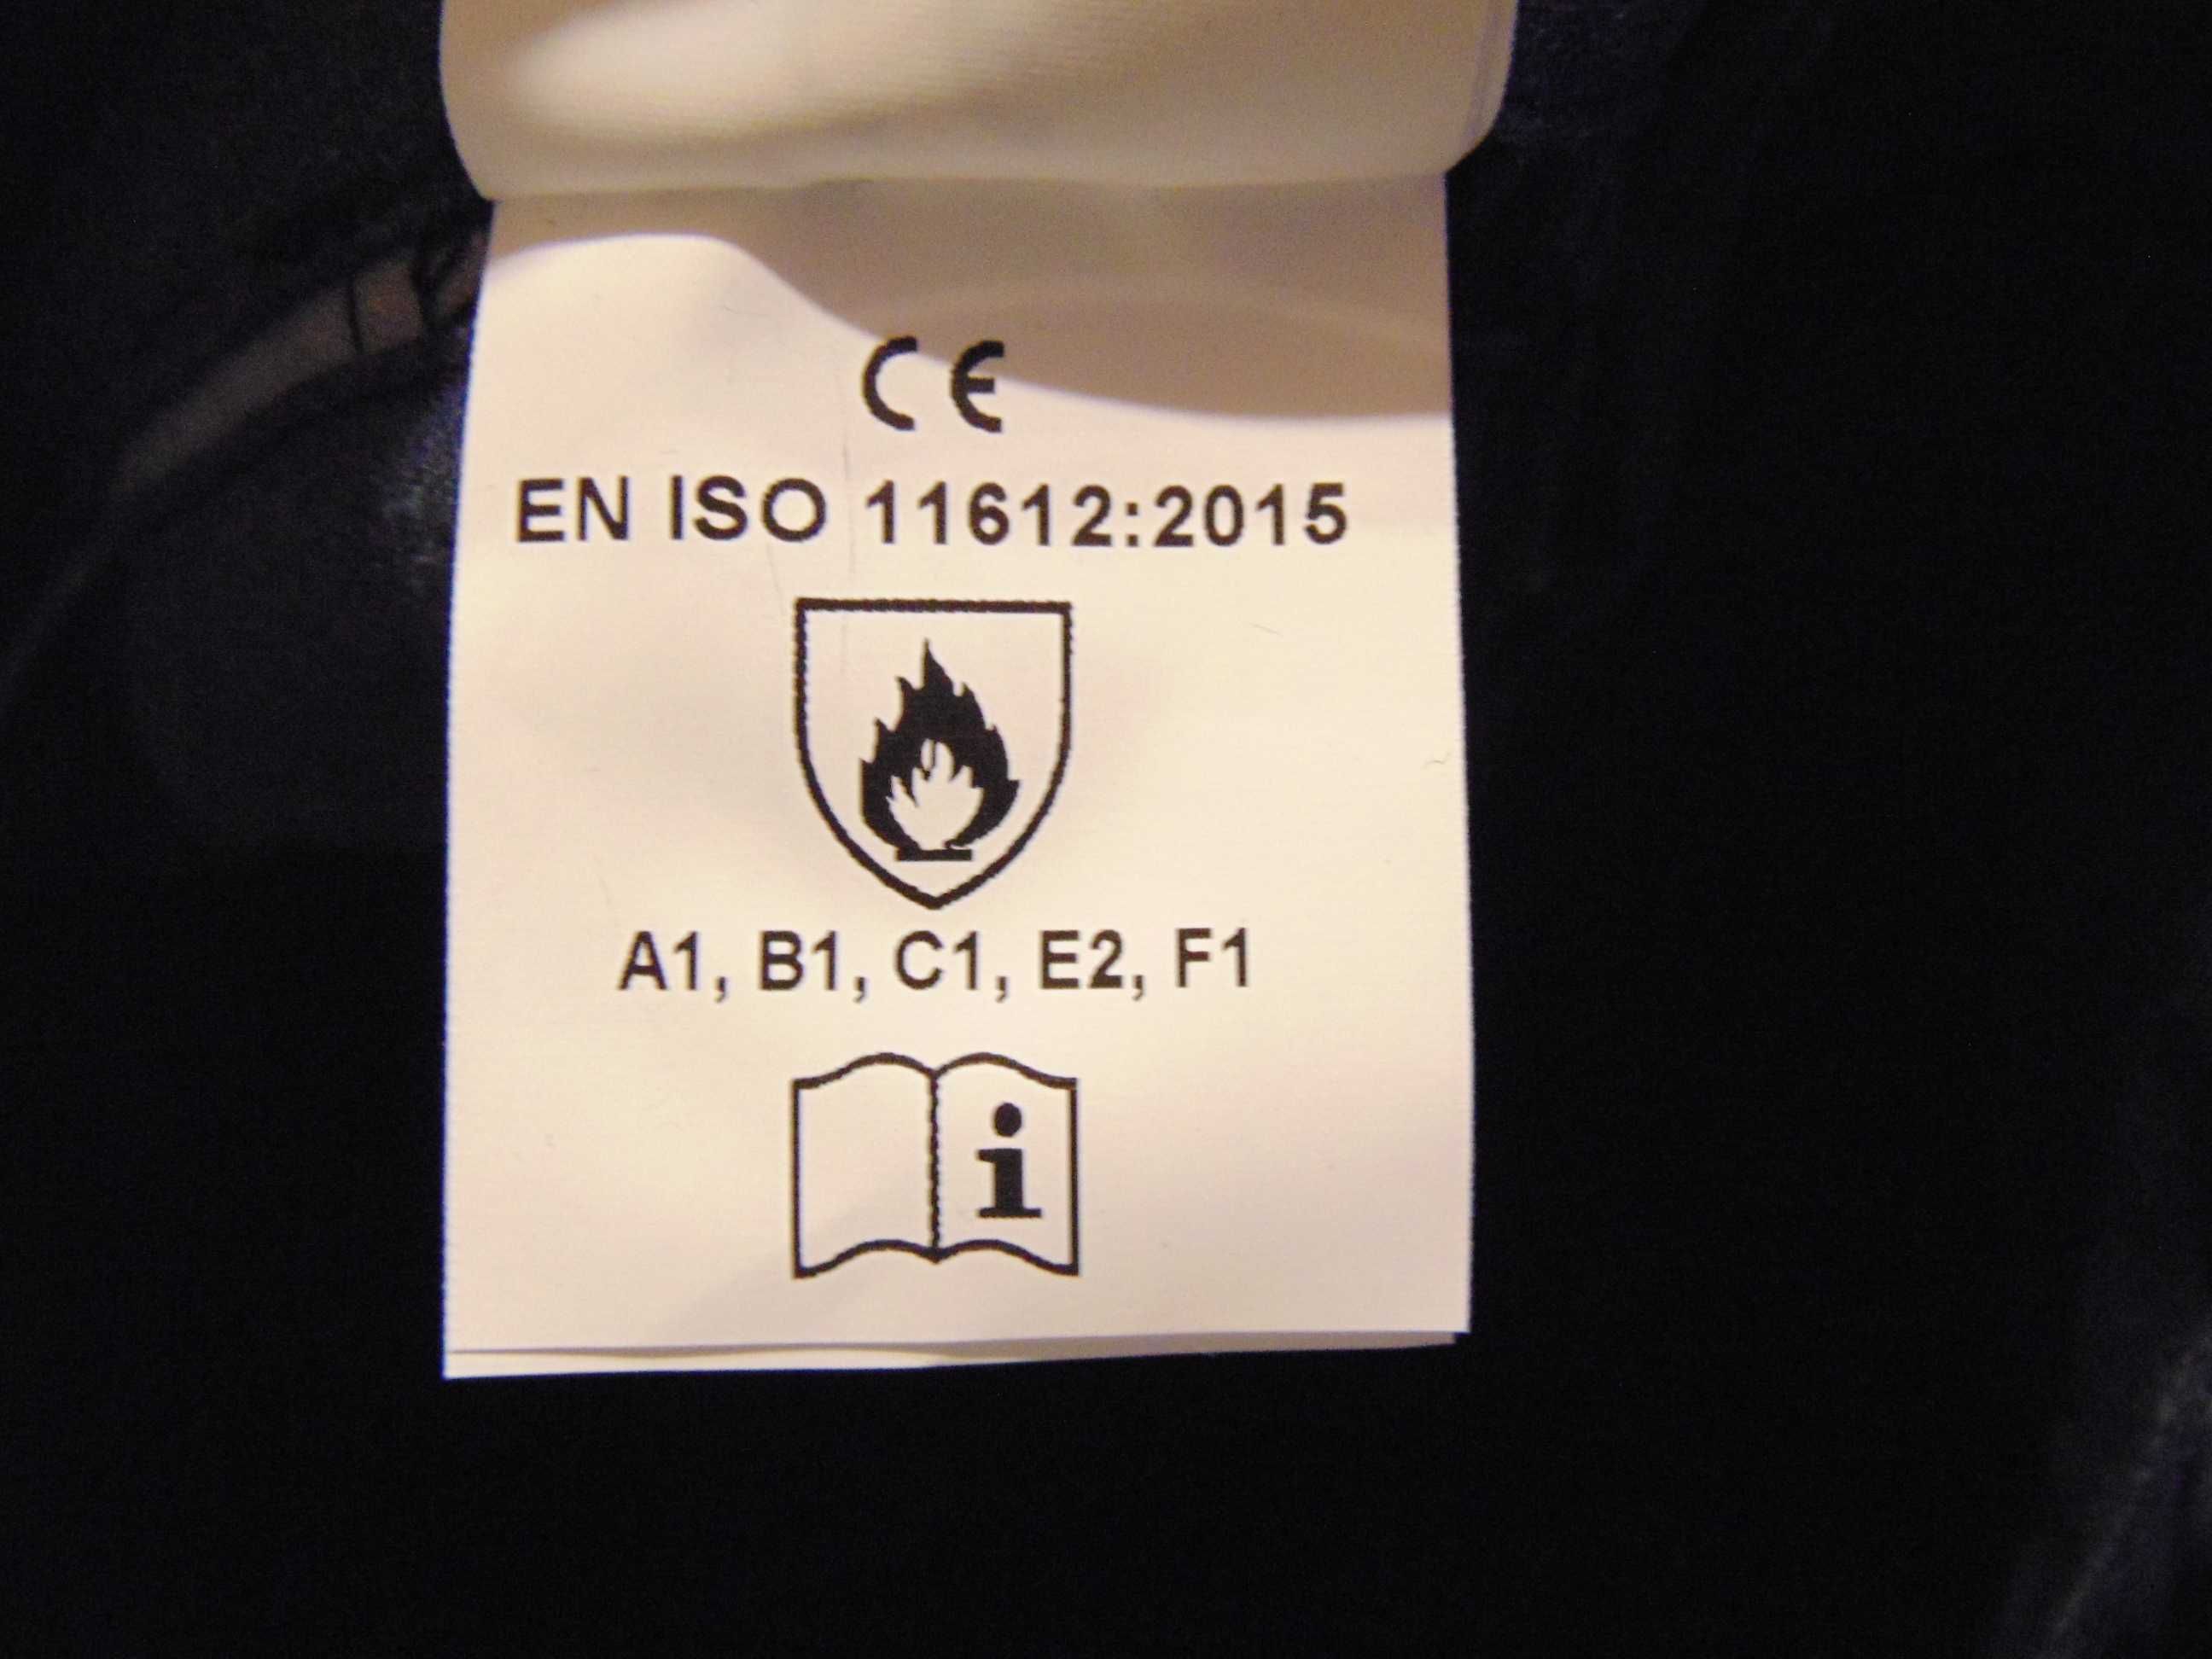 CE
EN ISO 11612:2015
A1, B1, C1, E2, F1
i